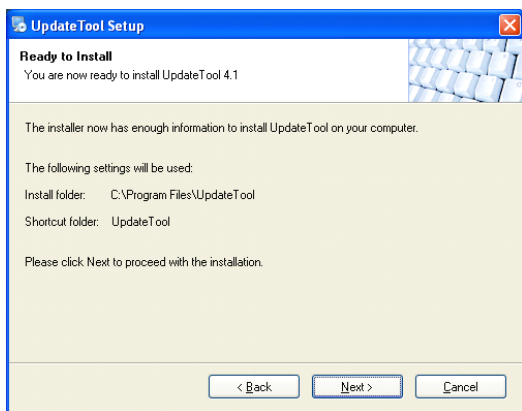 UpdateTool Setup
Ready to Install
You are now ready to install UpdateTool 4.1
The installer now has enough information to install UpdateTool on your computer.
The following settings will be used:
Install folder: C:\Program Files\UpdateTool
Shortcut folder: UpdateTool
Please click Next to proceed with the installation.
< Back Next > Cancel